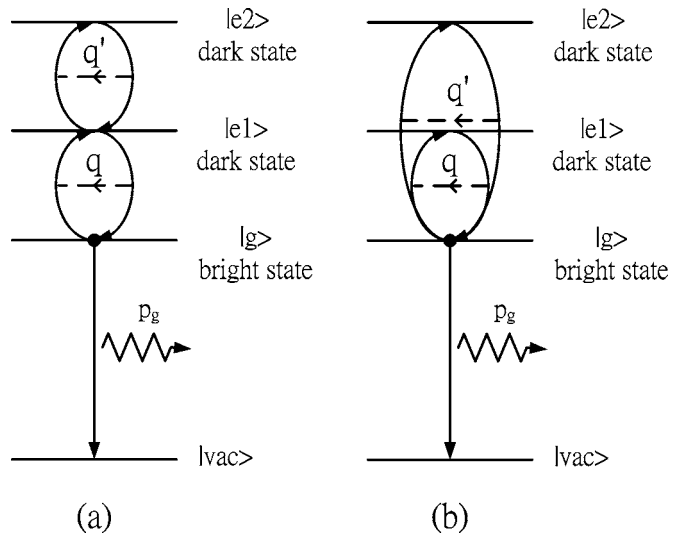 |e2>
dark state
q'
|e1>
dark state
q
|g>
bright state
p_g
|vac>
(a)
|e2>
dark state
q'
|e1>
dark state
q
|g>
bright state
p_g
|vac>
(b)